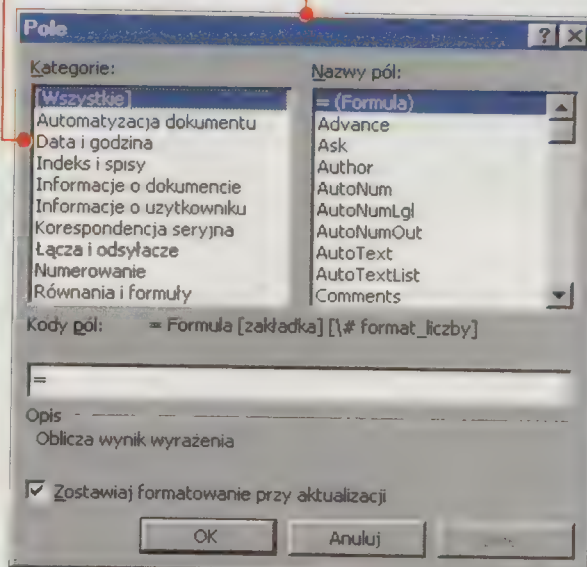 Pole
Kategorie:
[Wszystkie]
Automatyzacja dokumentu
Data i godzina
Indeks i spisy
Informacje o dokumencie
Informacje o uzytkowniku
Korespondencja seryjna
Łącza i odsyłacze
Numerowanie
Równania i formuły
Nazwy pól:
= (Formula)
Advance
Ask
Author
AutoNum
AutoNumLgl
AutoNumOut
AutoText
AutoTextList
Comments
Kody pól: = Formula [zakładka] [\# format_liczby]
=
Opis
Oblicza wynik wyrażenia
Zostawiaj formatowanie przy aktualizacji
OK
Anuluj